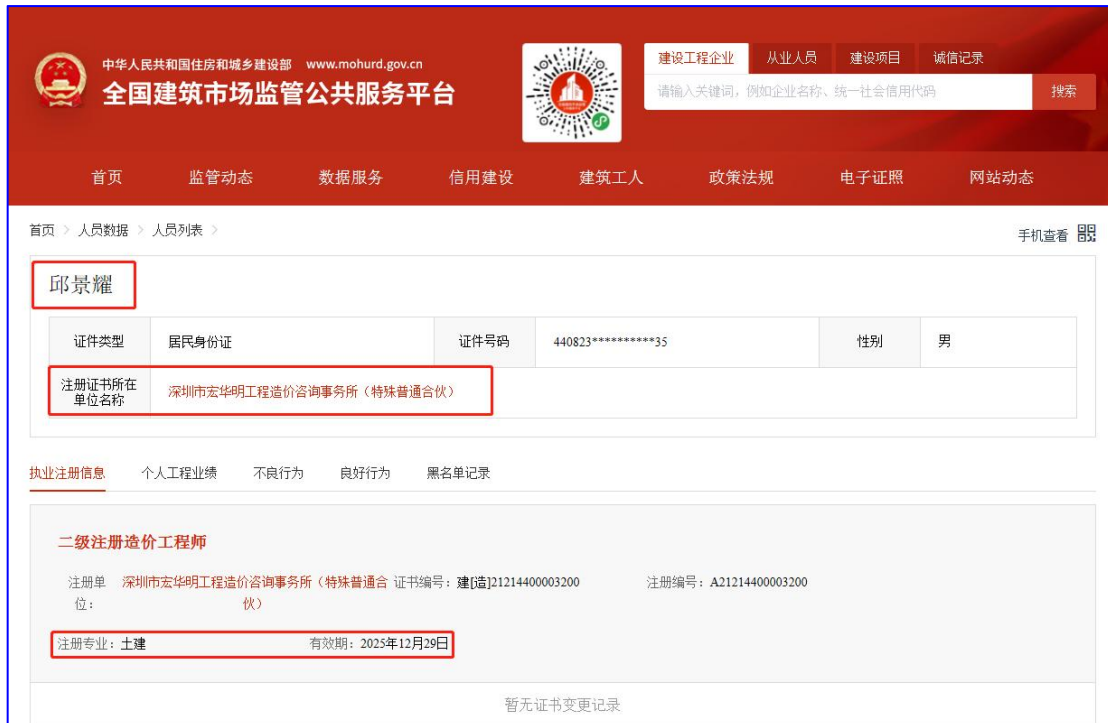 中华人民共和国住房和城乡建设部 www.mohurd.gov.cn
全国建筑市场监管公共服务平台
建设工程企业 从业人员 建设项目 诚信记录
请输入关键词，例如企业名称、统一社会信用代码 搜索
首页 监管动态 数据服务 信用建设 建筑工人 政策法规 电子证照 网站动态
首页 > 人员数据 > 人员列表 >
手机查看
邱景耀
证件类型 居民身份证 证件号码 440823**********35 性别 男
注册证书所在
单位名称
深圳市宏华明工程造价咨询事务所（特殊普通合伙）
执业注册信息 个人工程业绩 不良行为 良好行为 黑名单记录
二级注册造价工程师
注册单 深圳市宏华明工程造价咨询事务所（特殊普通合 证书编号：建[造]21214400003200 注册编号：A21214400003200
位： 伙）
注册专业：土建 有效期：2025年12月29日
暂无证书变更记录